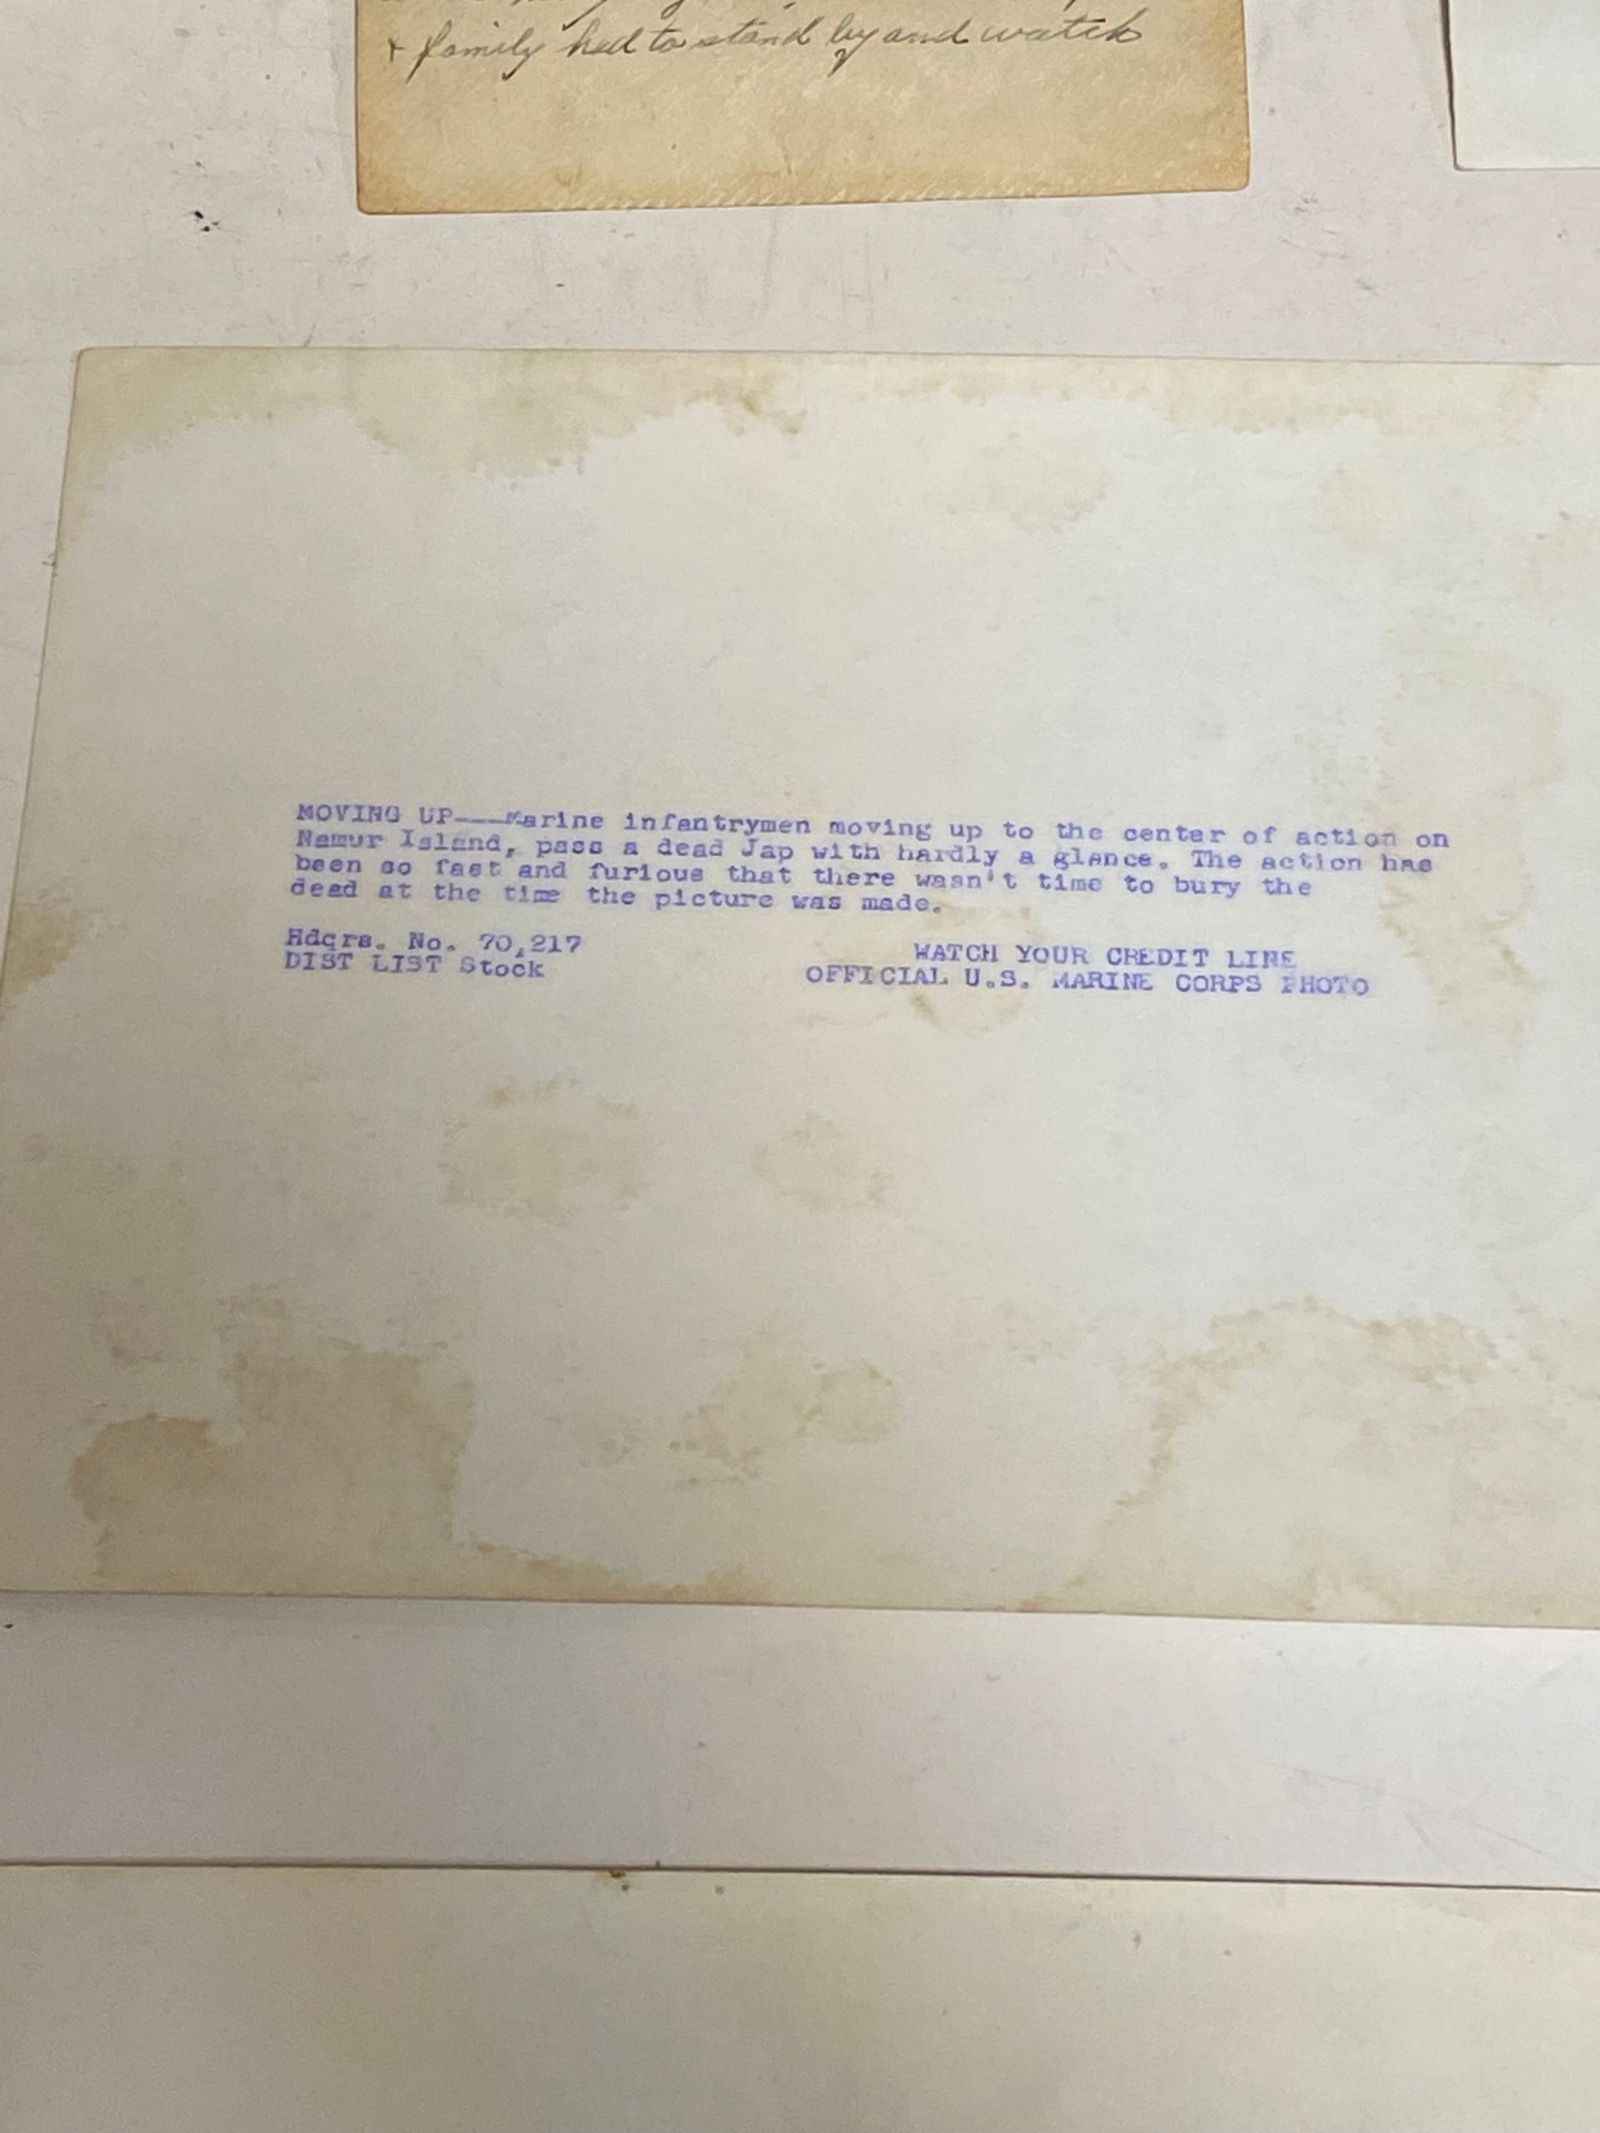 + family had to stand by and watch
MOVING UP---Marine infantrymen moving up to the center of action on
Namur Island, pass a dead Jap with hardly a glance. The action has
been so fast and furious that there wasn't time to bury the
dead at the time the picture was made.
Hdqrs. No. 70,217
DIST LIST Stock
WATCH YOUR CREDIT LINE
OFFICIAL U.S. MARINE CORPS PHOTO